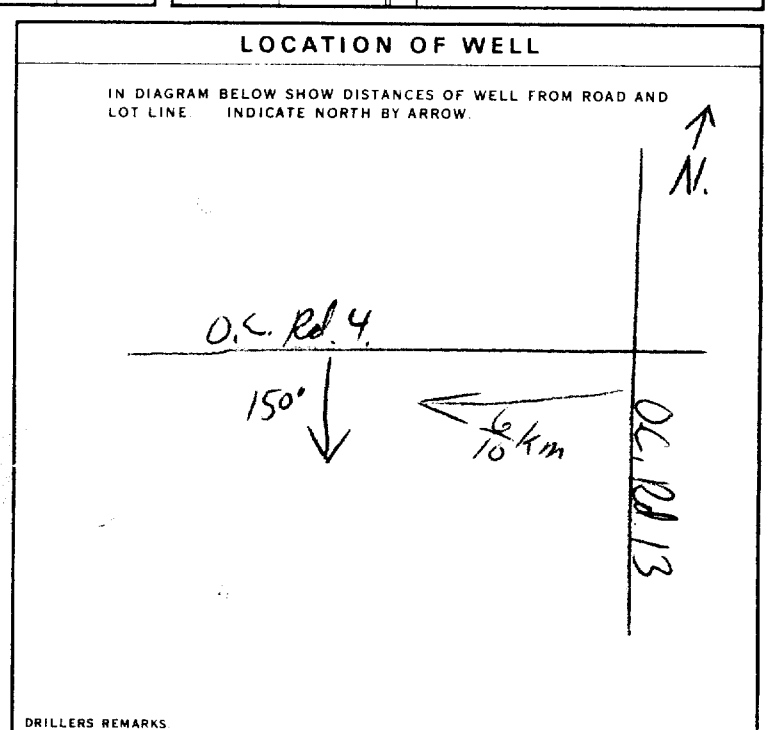 LOCATION OF WELL
IN DIAGRAM BELOW SHOW DISTANCES OF WELL FROM ROAD AND
LOT LINE. INDICATE NORTH BY ARROW.
N.
O.C. Rd. 4.
150'
6/10 km
O.C. Rd. 13
DRILLERS REMARKS.